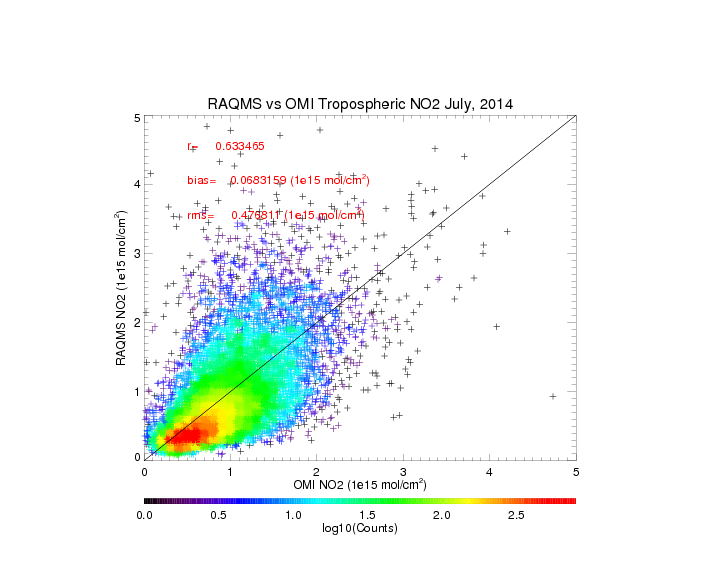 RAQMS vs OMI Tropospheric NO2 July, 2014
r= 0.633465
bias= 0.0683159 (1e15 mol/cm²)
rms= 0.476811 (1e15 mol/cm²)
RAQMS NO2 (1e15 mol/cm²)
5
4
3
2
1
0
0 1 2 3 4 5
OMI NO2 (1e15 mol/cm²)
0.0 0.5 1.0 1.5 2.0 2.5
log10(Counts)